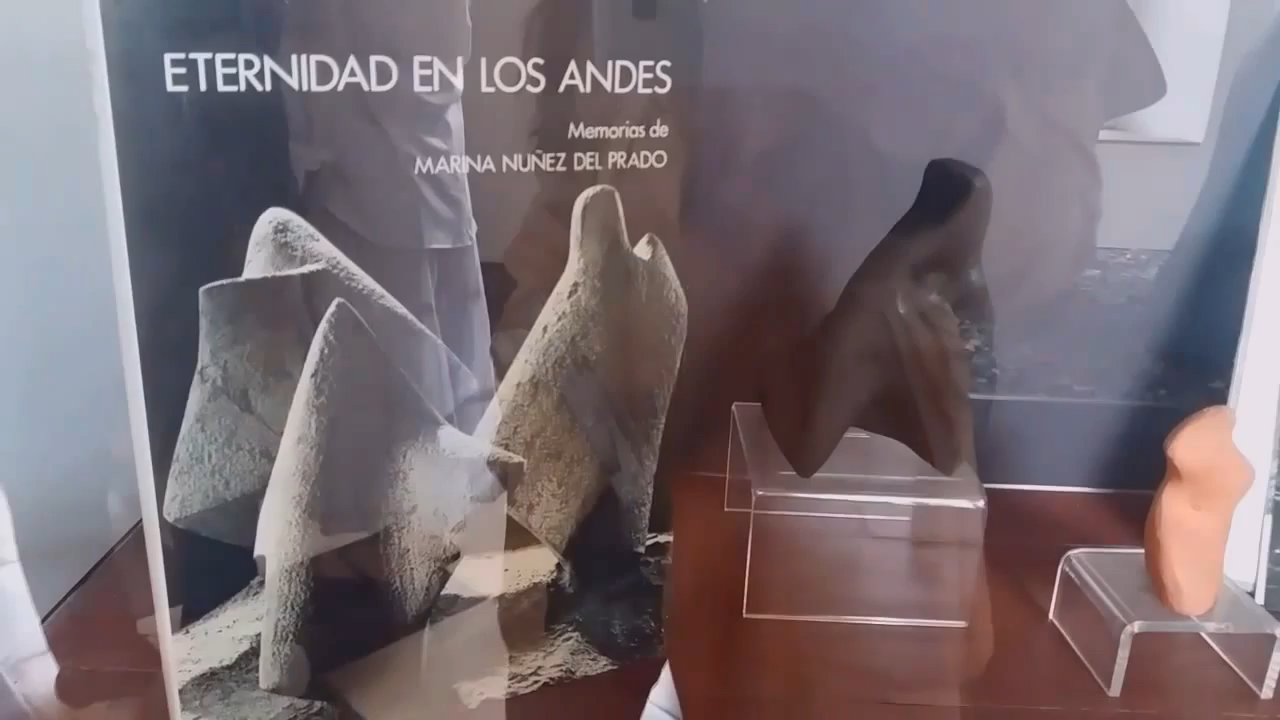 ETERNIDAD EN LOS ANDES
Memorias de
MARINA NUÑEZ DEL PRADO